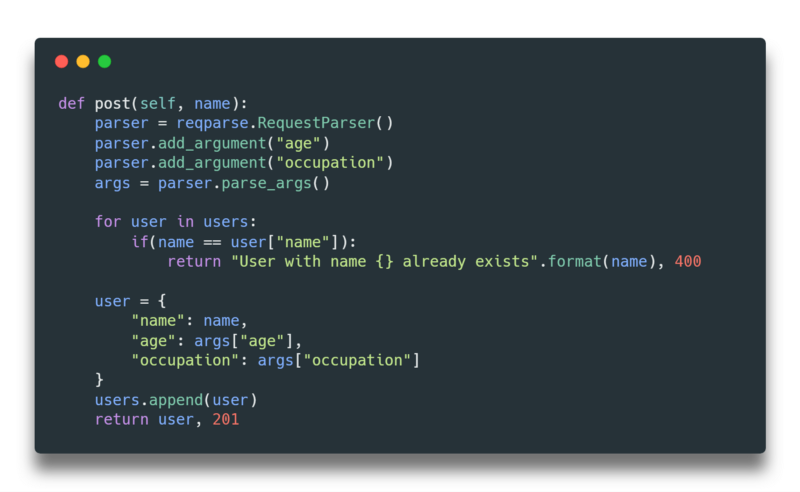 def post(self, name):
    parser = reqparse.RequestParser()
    parser.add_argument("age")
    parser.add_argument("occupation")
    args = parser.parse_args()

    for user in users:
        if(name == user["name"]):
            return "User with name {} already exists".format(name), 400

    user = {
        "name": name,
        "age": args["age"],
        "occupation": args["occupation"]
    }
    users.append(user)
    return user, 201